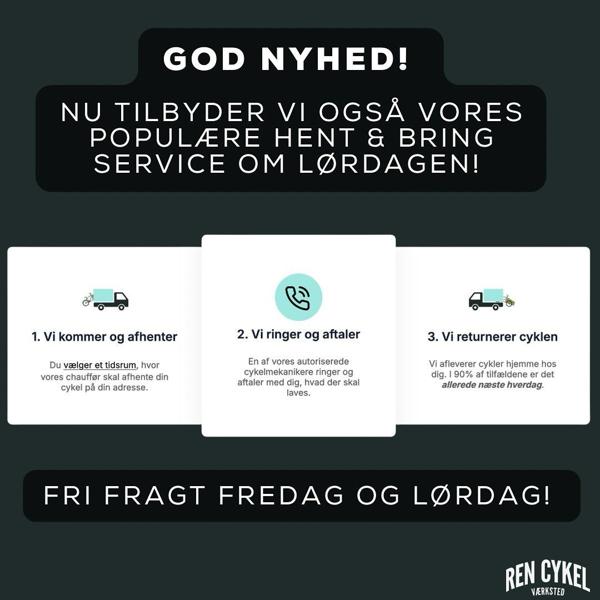 GOD NYHED!
NU TILBYDER VI OGSÅ VORES
POPULÆRE HENT & BRING
SERVICE OM LØRDAGEN!
1. Vi kommer og afhenter
Du vælger et tidsrum, hvor
vores chauffør skal afhente din
cykel på din adresse.
2. Vi ringer og aftaler
En af vores autoriserede
cykelmekanikere ringer og
aftaler med dig, hvad der skal
laves.
3. Vi returnerer cyklen
Vi afleverer cykler hjemme hos
dig. I 90% af tilfældene er det
allerede næste hverdag.
FRI FRAGT FREDAG OG LØRDAG!
REN CYKEL
VÆRKSTED